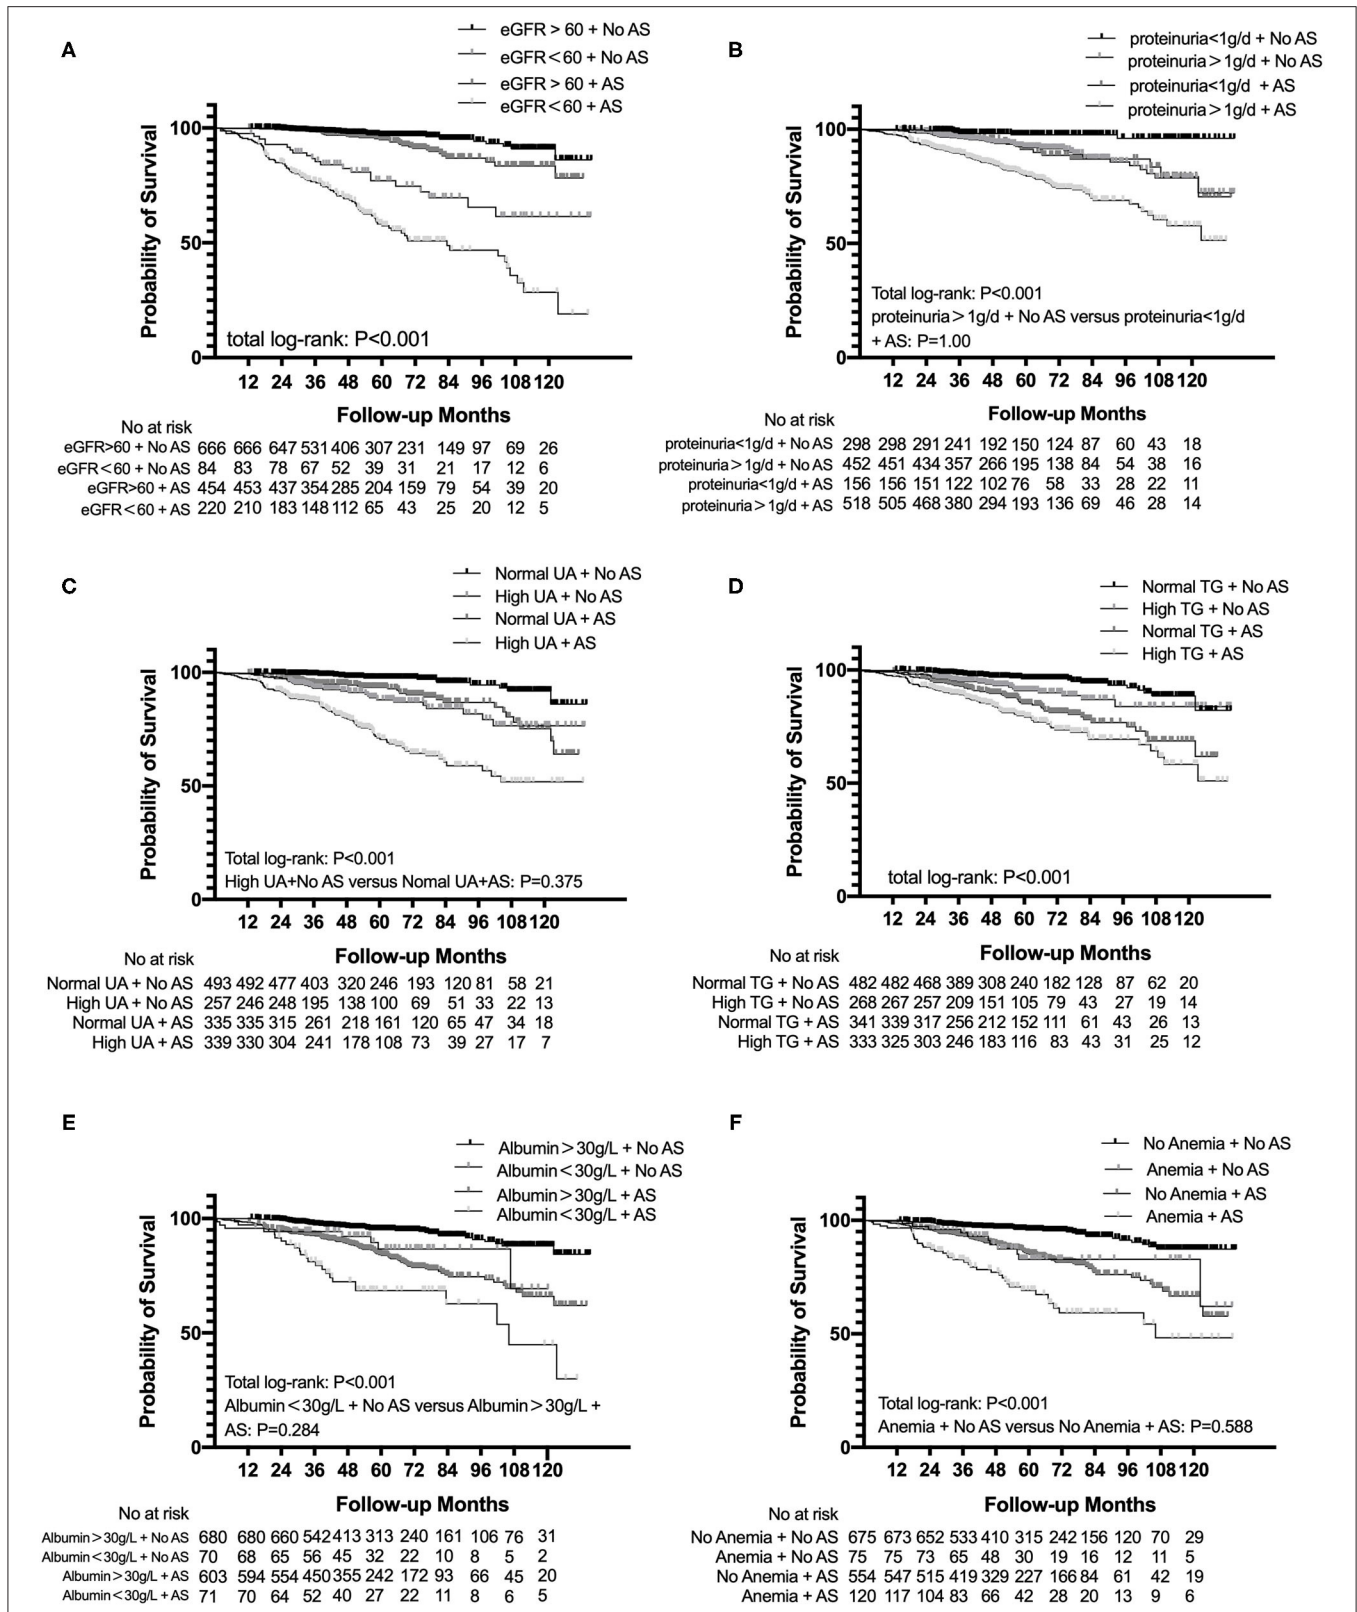 A
eGFR > 60 + No AS
eGFR < 60 + No AS
eGFR > 60 + AS
eGFR < 60 + AS
Probability of Survival
100
50
0
total log-rank: P<0.001
12 24 36 48 60 72 84 96 108 120
Follow-up Months
No at risk
eGFR>60 + No AS 666 666 647 531 406 307 231 149 97 69 26
eGFR<60 + No AS 84 83 78 67 52 39 31 21 17 12 6
eGFR>60 + AS 454 453 437 354 285 204 159 79 54 39 20
eGFR<60 + AS 220 210 183 148 112 65 43 25 20 12 5
B
proteinuria<1g/d + No AS
proteinuria > 1g/d + No AS
proteinuria<1g/d + AS
proteinuria > 1g/d + AS
Probability of Survival
100
50
0
Total log-rank: P<0.001
proteinuria > 1g/d + No AS versus proteinuria<1g/d
+ AS: P=1.00
12 24 36 48 60 72 84 96 108 120
Follow-up Months
No at risk
proteinuria<1g/d + No AS 298 298 291 241 192 150 124 87 60 43 18
proteinuria > 1g/d + No AS 452 451 434 357 266 195 138 84 54 38 16
proteinuria<1g/d + AS 156 156 151 122 102 76 58 33 28 22 11
proteinuria > 1g/d + AS 518 505 468 380 294 193 136 69 46 28 14
C
Normal UA + No AS
High UA + No AS
Normal UA + AS
High UA + AS
Probability of Survival
100
50
0
Total log-rank: P<0.001
High UA+No AS versus Nomal UA+AS: P=0.375
12 24 36 48 60 72 84 96 108 120
Follow-up Months
No at risk
Normal UA + No AS 493 492 477 403 320 246 193 120 81 58 21
High UA + No AS 257 246 248 195 138 100 69 51 33 22 13
Normal UA + AS 335 335 315 261 218 161 120 65 47 34 18
High UA + AS 339 330 304 241 178 108 73 39 27 17 7
D
Normal TG + No AS
High TG + No AS
Normal TG + AS
High TG + AS
Probability of Survival
100
50
0
total log-rank: P<0.001
12 24 36 48 60 72 84 96 108 120
Follow-up Months
No at risk
Normal TG + No AS 482 482 468 389 308 240 182 128 87 62 20
High TG + No AS 268 267 257 209 151 105 79 43 27 19 14
Normal TG + AS 341 339 317 256 212 152 111 61 43 26 13
High TG + AS 333 325 303 246 183 116 83 43 31 25 12
E
Albumin > 30g/L + No AS
Albumin < 30g/L + No AS
Albumin > 30g/L + AS
Albumin < 30g/L + AS
Probability of Survival
100
50
0
Total log-rank: P<0.001
Albumin < 30g/L + No AS versus Albumin > 30g/L +
AS: P=0.284
12 24 36 48 60 72 84 96 108 120
Follow-up Months
No at risk
Albumin > 30g/L + No AS 680 680 660 542 413 313 240 161 106 76 31
Albumin < 30g/L + No AS 70 68 65 56 45 32 22 10 8 5 2
Albumin > 30g/L + AS 603 594 554 450 355 242 172 93 66 45 20
Albumin < 30g/L + AS 71 70 64 52 40 27 22 11 8 6 5
F
No Anemia + No AS
Anemia + No AS
No Anemia + AS
Anemia + AS
Probability of Survival
100
50
0
Total log-rank: P<0.001
Anemia + No AS versus No Anemia + AS: P=0.588
12 24 36 48 60 72 84 96 108 120
Follow-up Months
No at risk
No Anemia + No AS 675 673 652 533 410 315 242 156 120 70 29
Anemia + No AS 75 75 73 65 48 30 19 16 12 11 5
No Anemia + AS 554 547 515 419 329 227 166 84 61 42 19
Anemia + AS 120 117 104 83 66 42 28 20 13 9 6